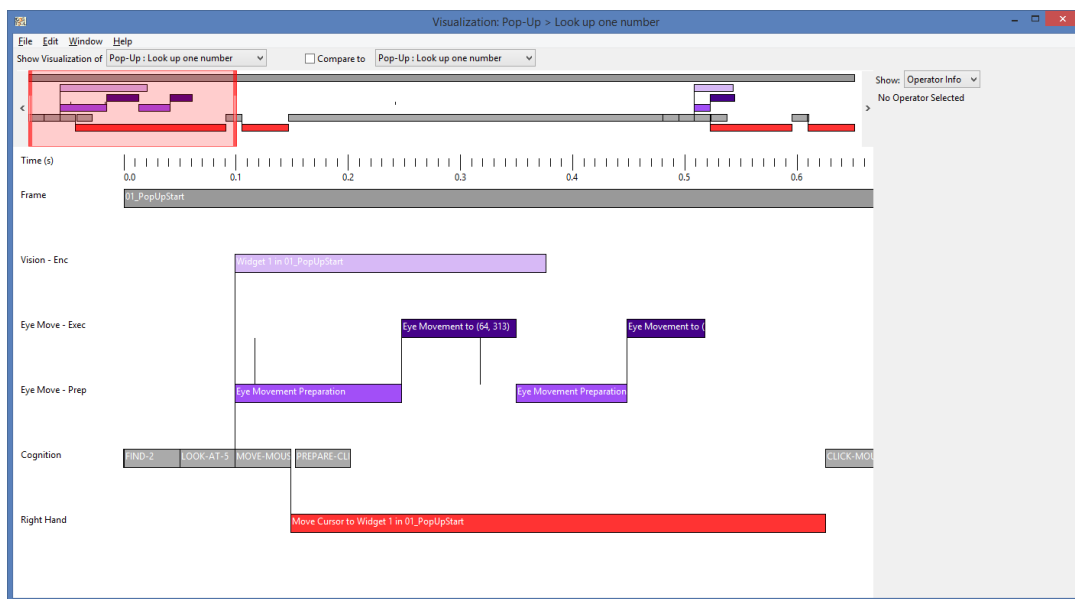 Visualization: Pop-Up > Look up one number
File Edit Window Help
Show Visualization of Pop-Up : Look up one number Compare to Pop-Up : Look up one number
Show: Operator Info
No Operator Selected
Time (s)
0.0 0.1 0.2 0.3 0.4 0.5 0.6
Frame 01_PopUpStart
Vision - Enc Widget 1 in 01_PopUpStart
Eye Move - Exec Eye Movement to (64, 313) Eye Movement to (
Eye Move - Prep Eye Movement Preparation Eye Movement Preparation
Cognition FIND-2 LOOK-AT-5 MOVE-MOUS PREPARE-CLI CLICK-MOU
Right Hand Move Cursor to Widget 1 in 01_PopUpStart